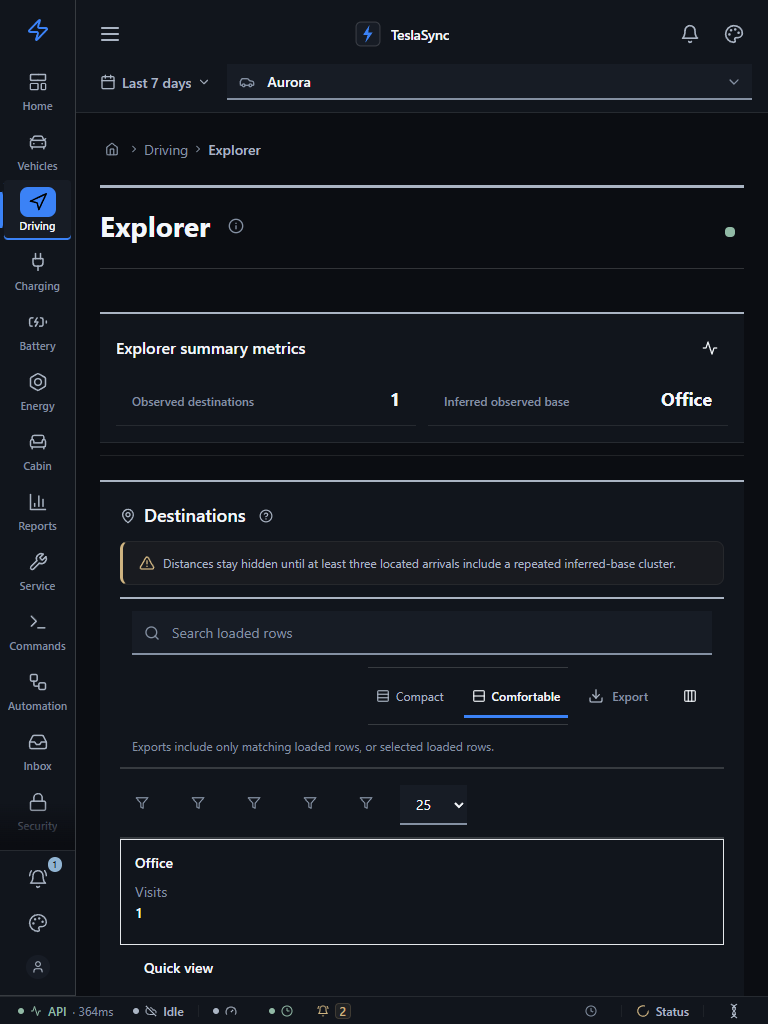 TeslaSync
Last 7 days
Aurora
Home
Vehicles
Driving
Charging
Battery
Energy
Cabin
Reports
Service
Commands
Automation
Inbox
Security
1
Driving > Explorer
Explorer
Explorer summary metrics
Observed destinations 1
Inferred observed base Office
Destinations
Distances stay hidden until at least three located arrivals include a repeated inferred-base cluster.
Search loaded rows
Compact Comfortable Export
Exports include only matching loaded rows, or selected loaded rows.
25
Office
Visits
1
Quick view
API · 364ms Idle 2 Status